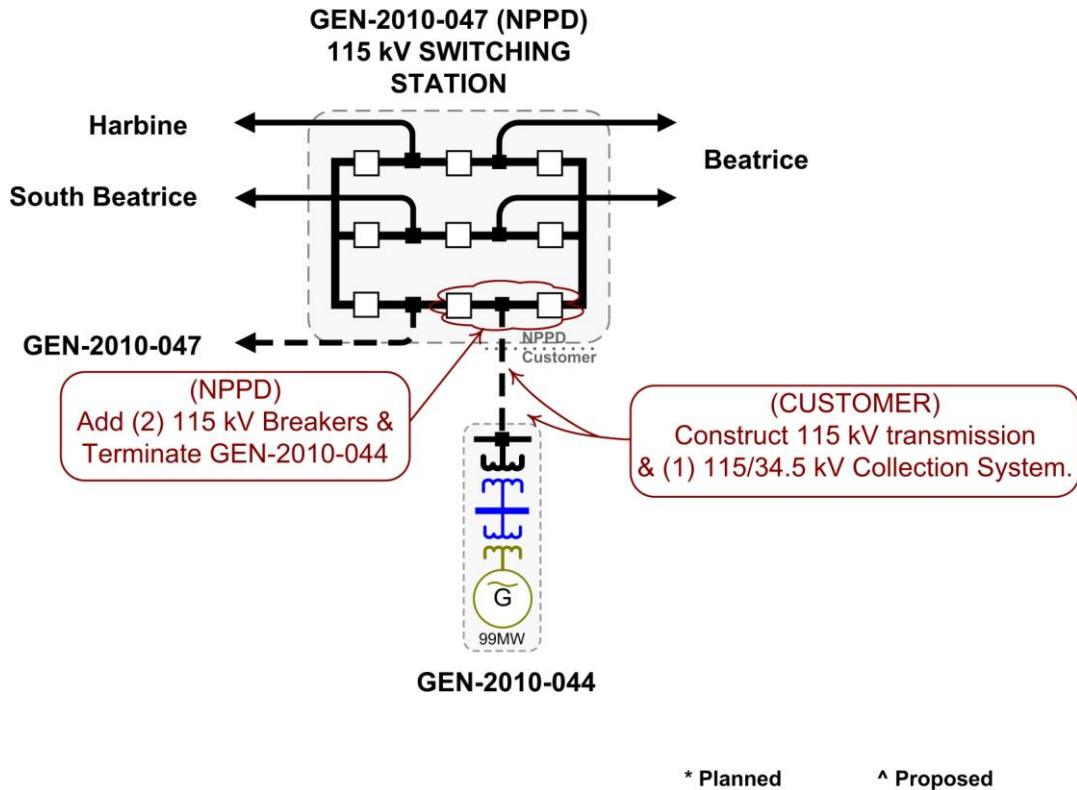 GEN-2010-047 (NPPD)
115 kV SWITCHING
STATION
Harbine
Beatrice
South Beatrice
GEN-2010-047
NPPD
Customer
(NPPD)
Add (2) 115 kV Breakers &
Terminate GEN-2010-044
(CUSTOMER)
Construct 115 kV transmission
& (1) 115/34.5 kV Collection System.
G
99MW
GEN-2010-044
* Planned
^ Proposed